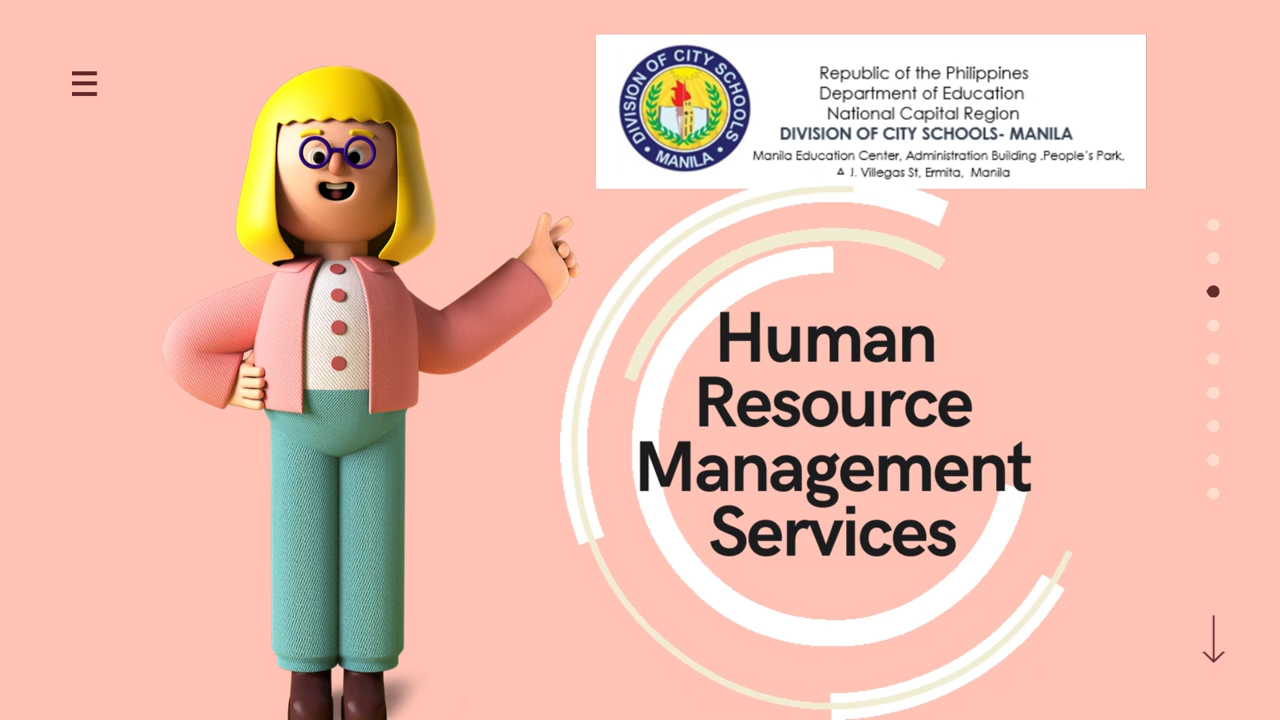 DIVISION OF CITY SCHOOLS
• MANILA •
Republic of the Philippines
Department of Education
National Capital Region
DIVISION OF CITY SCHOOLS- MANILA
Manila Education Center, Administration Building .People's Park,
A J. Villegas St, Ermita, Manila
Human
Resource
Management
Services